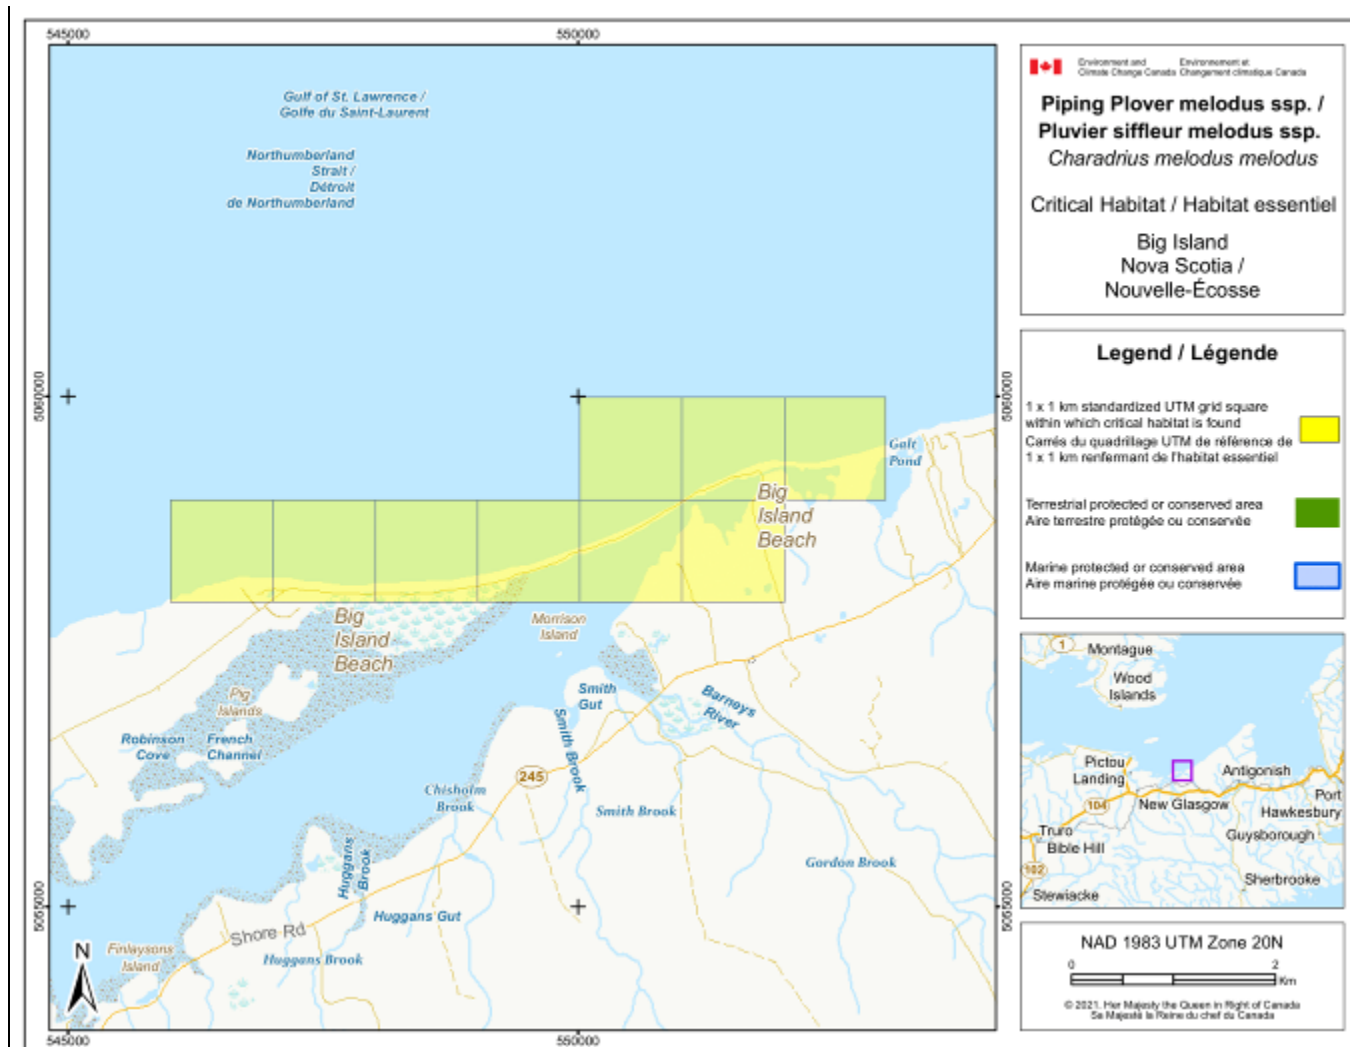 545000
550000
Gulf of St. Lawrence /
Golfe du Saint-Laurent
Northumberland
Strait /
Détroit
de Northumberland
5060000
5060000
Galt
Pond
Big
Island
Beach
Big
Island
Beach
Morrison
Island
Pig
Islands
Smith
Gut
Barneys
River
Robinson
Cove
French
Channel
Smith Brook
245
Chisholm
Brook
Smith Brook
Huggans
Brook
Gordon Brook
5055000
5055000
Huggans Gut
Shore Rd
Finlaysons
Island
Huggans Brook
N
545000
550000
Environment and
Climate Change Canada
Environnement et
Changement climatique Canada
Piping Plover melodus ssp. /
Pluvier siffleur melodus ssp.
Charadrius melodus melodus
Critical Habitat / Habitat essentiel
Big Island
Nova Scotia /
Nouvelle-Écosse
Legend / Légende
1 x 1 km standardized UTM grid square
within which critical habitat is found
Carrés du quadrillage UTM de référence de
1 x 1 km renfermant de l'habitat essentiel
Terrestrial protected or conserved area
Aire terrestre protégée ou conservée
Marine protected or conserved area
Aire marine protégée ou conservée
1
Montague
Wood
Islands
Pictou
Landing
Antigonish
104
New Glasgow
Port
Hawkesbury
Truro
Bible Hill
Guysborough
102
Sherbrooke
Stewiacke
NAD 1983 UTM Zone 20N
0
2
Km
© 2021. Her Majesty the Queen in Right of Canada
Sa Majesté la Reine du chef du Canada